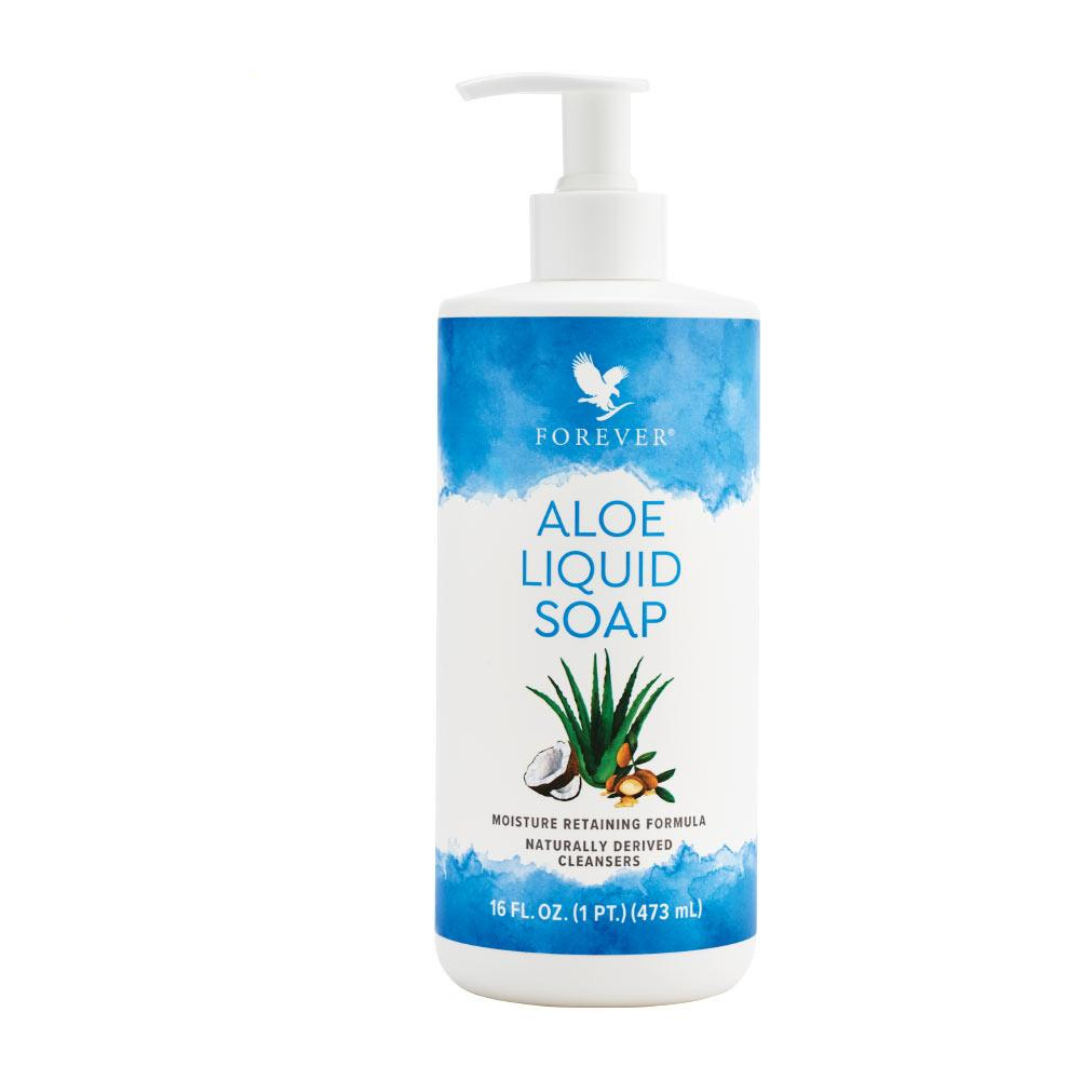 FOREVER®
ALOE
LIQUID
SOAP
MOISTURE RETAINING FORMULA
NATURALLY DERIVED
CLEANSERS
16 FL. OZ. (1 PT.) (473 mL)